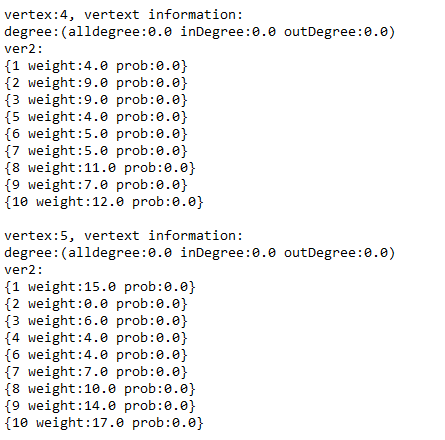 vertex:4, vertext information:
degree:(alldegree:0.0 inDegree:0.0 outDegree:0.0)
ver2:
{1 weight:4.0 prob:0.0}
{2 weight:9.0 prob:0.0}
{3 weight:9.0 prob:0.0}
{5 weight:4.0 prob:0.0}
{6 weight:5.0 prob:0.0}
{7 weight:5.0 prob:0.0}
{8 weight:11.0 prob:0.0}
{9 weight:7.0 prob:0.0}
{10 weight:12.0 prob:0.0}

vertex:5, vertext information:
degree:(alldegree:0.0 inDegree:0.0 outDegree:0.0)
ver2:
{1 weight:15.0 prob:0.0}
{2 weight:0.0 prob:0.0}
{3 weight:6.0 prob:0.0}
{4 weight:4.0 prob:0.0}
{6 weight:4.0 prob:0.0}
{7 weight:7.0 prob:0.0}
{8 weight:10.0 prob:0.0}
{9 weight:14.0 prob:0.0}
{10 weight:17.0 prob:0.0}